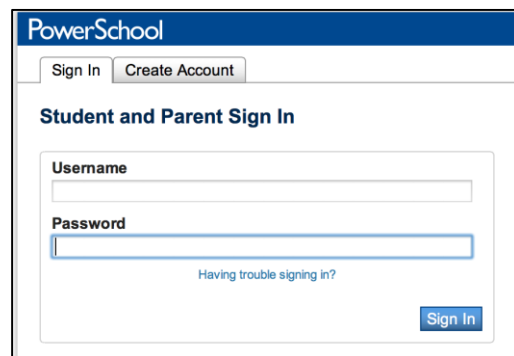 PowerSchool
Sign In Create Account
Student and Parent Sign In
Username
Password
Having trouble signing in?
Sign In